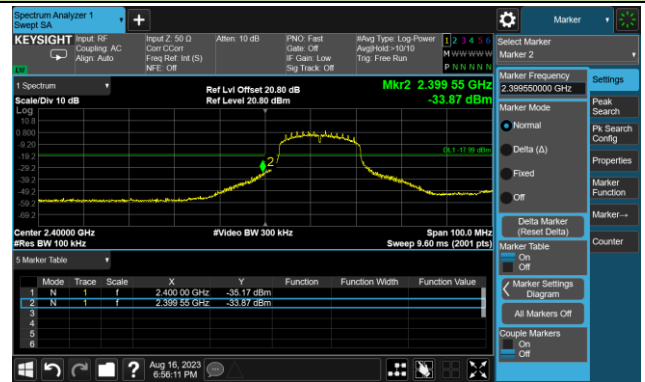 Spectrum Analyzer 1
Swept SA
Marker
KEYSIGHT
Input: RF
Coupling: AC
Align: Auto
Input Z: 50 Ω
Corr CCorr
Freq Ref: Int (S)
NFE: Off
Atten: 10 dB
PNO: Fast
Gate: Off
IF Gain: Low
Sig Track: Off
#Avg Type: Log-Power
Avg|Hold:>10/10
Trig: Free Run
1 2 3 4 5 6
M W W W W W
P N N N N N
Select Marker
Marker 2
1 Spectrum
Scale/Div 10 dB
Log
Ref Lvl Offset 20.80 dB
Ref Level 20.80 dBm
Mkr2 2.399 55 GHz
-33.87 dBm
10.8
0.800
-9.20
-19.2
-29.2
-39.2
-49.2
-59.2
-69.2
DL1 -17.99 dBm
2
Center 2.40000 GHz
#Res BW 100 kHz
#Video BW 300 kHz
Span 100.0 MHz
Sweep 9.60 ms (2001 pts)
5 Marker Table
Mode Trace Scale X Y Function Function Width Function Value
1 N 1 f 2.400 00 GHz -35.17 dBm
2 N 1 f 2.399 55 GHz -33.87 dBm
3
4
5
6
Marker Frequency
2.399550000 GHz
Marker Mode
Normal
Delta (Δ)
Fixed
Off
Delta Marker
(Reset Delta)
Marker Table
On
Off
Marker Settings
Diagram
All Markers Off
Couple Markers
On
Off
Settings
Peak
Search
Pk Search
Config
Properties
Marker
Function
Marker→
Counter
?
Aug 16, 2023
6:56:11 PM